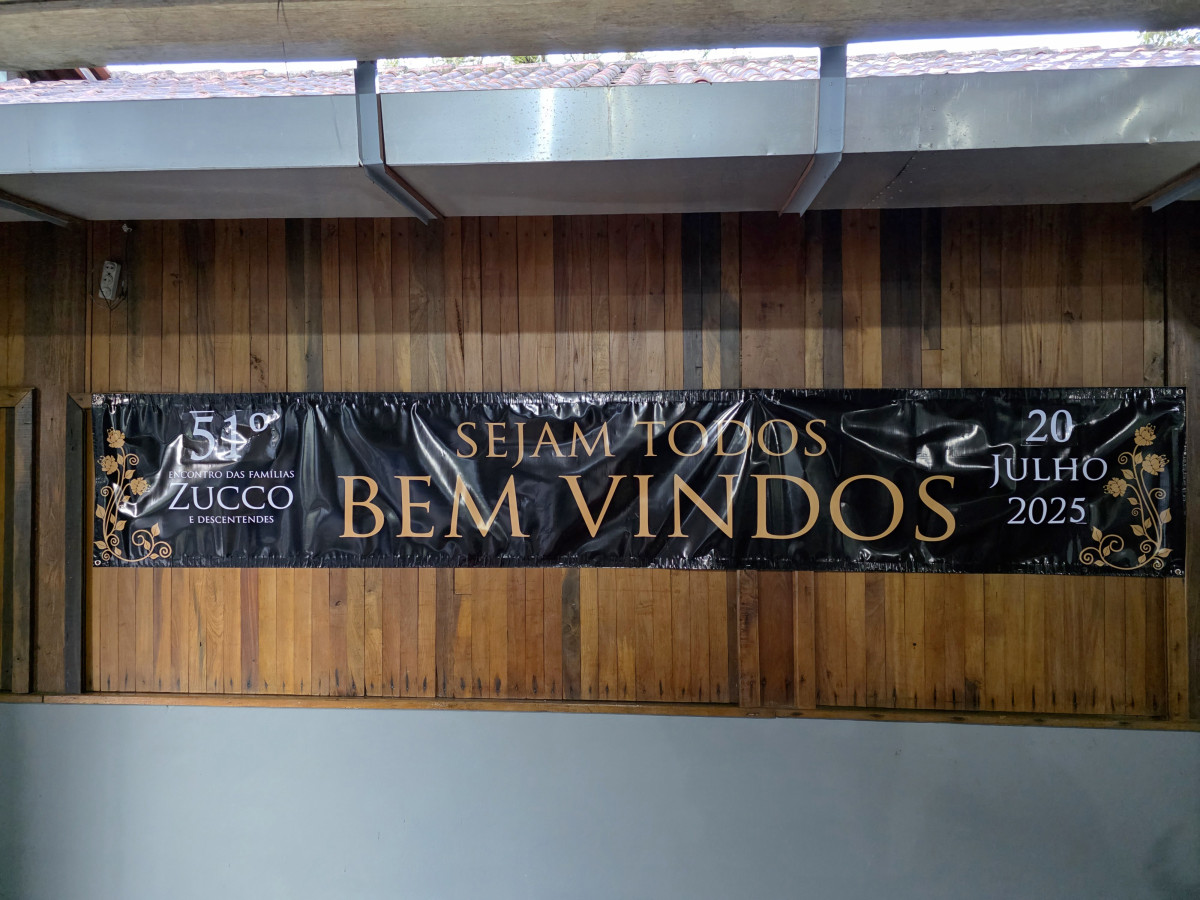 51º
ENCONTRO DAS FAMÍLIAS
ZUCCO
E DESCENTENDES
SEJAM TODOS
BEM VINDOS
20
JULHO
2025